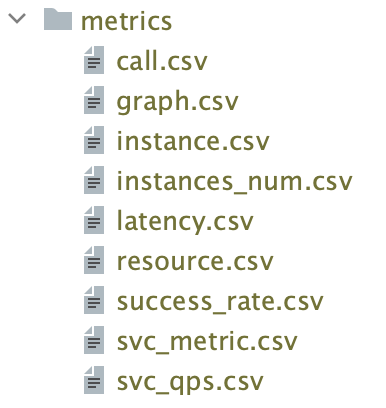 metrics
call.csv
graph.csv
instance.csv
instances_num.csv
latency.csv
resource.csv
success_rate.csv
svc_metric.csv
svc_qps.csv